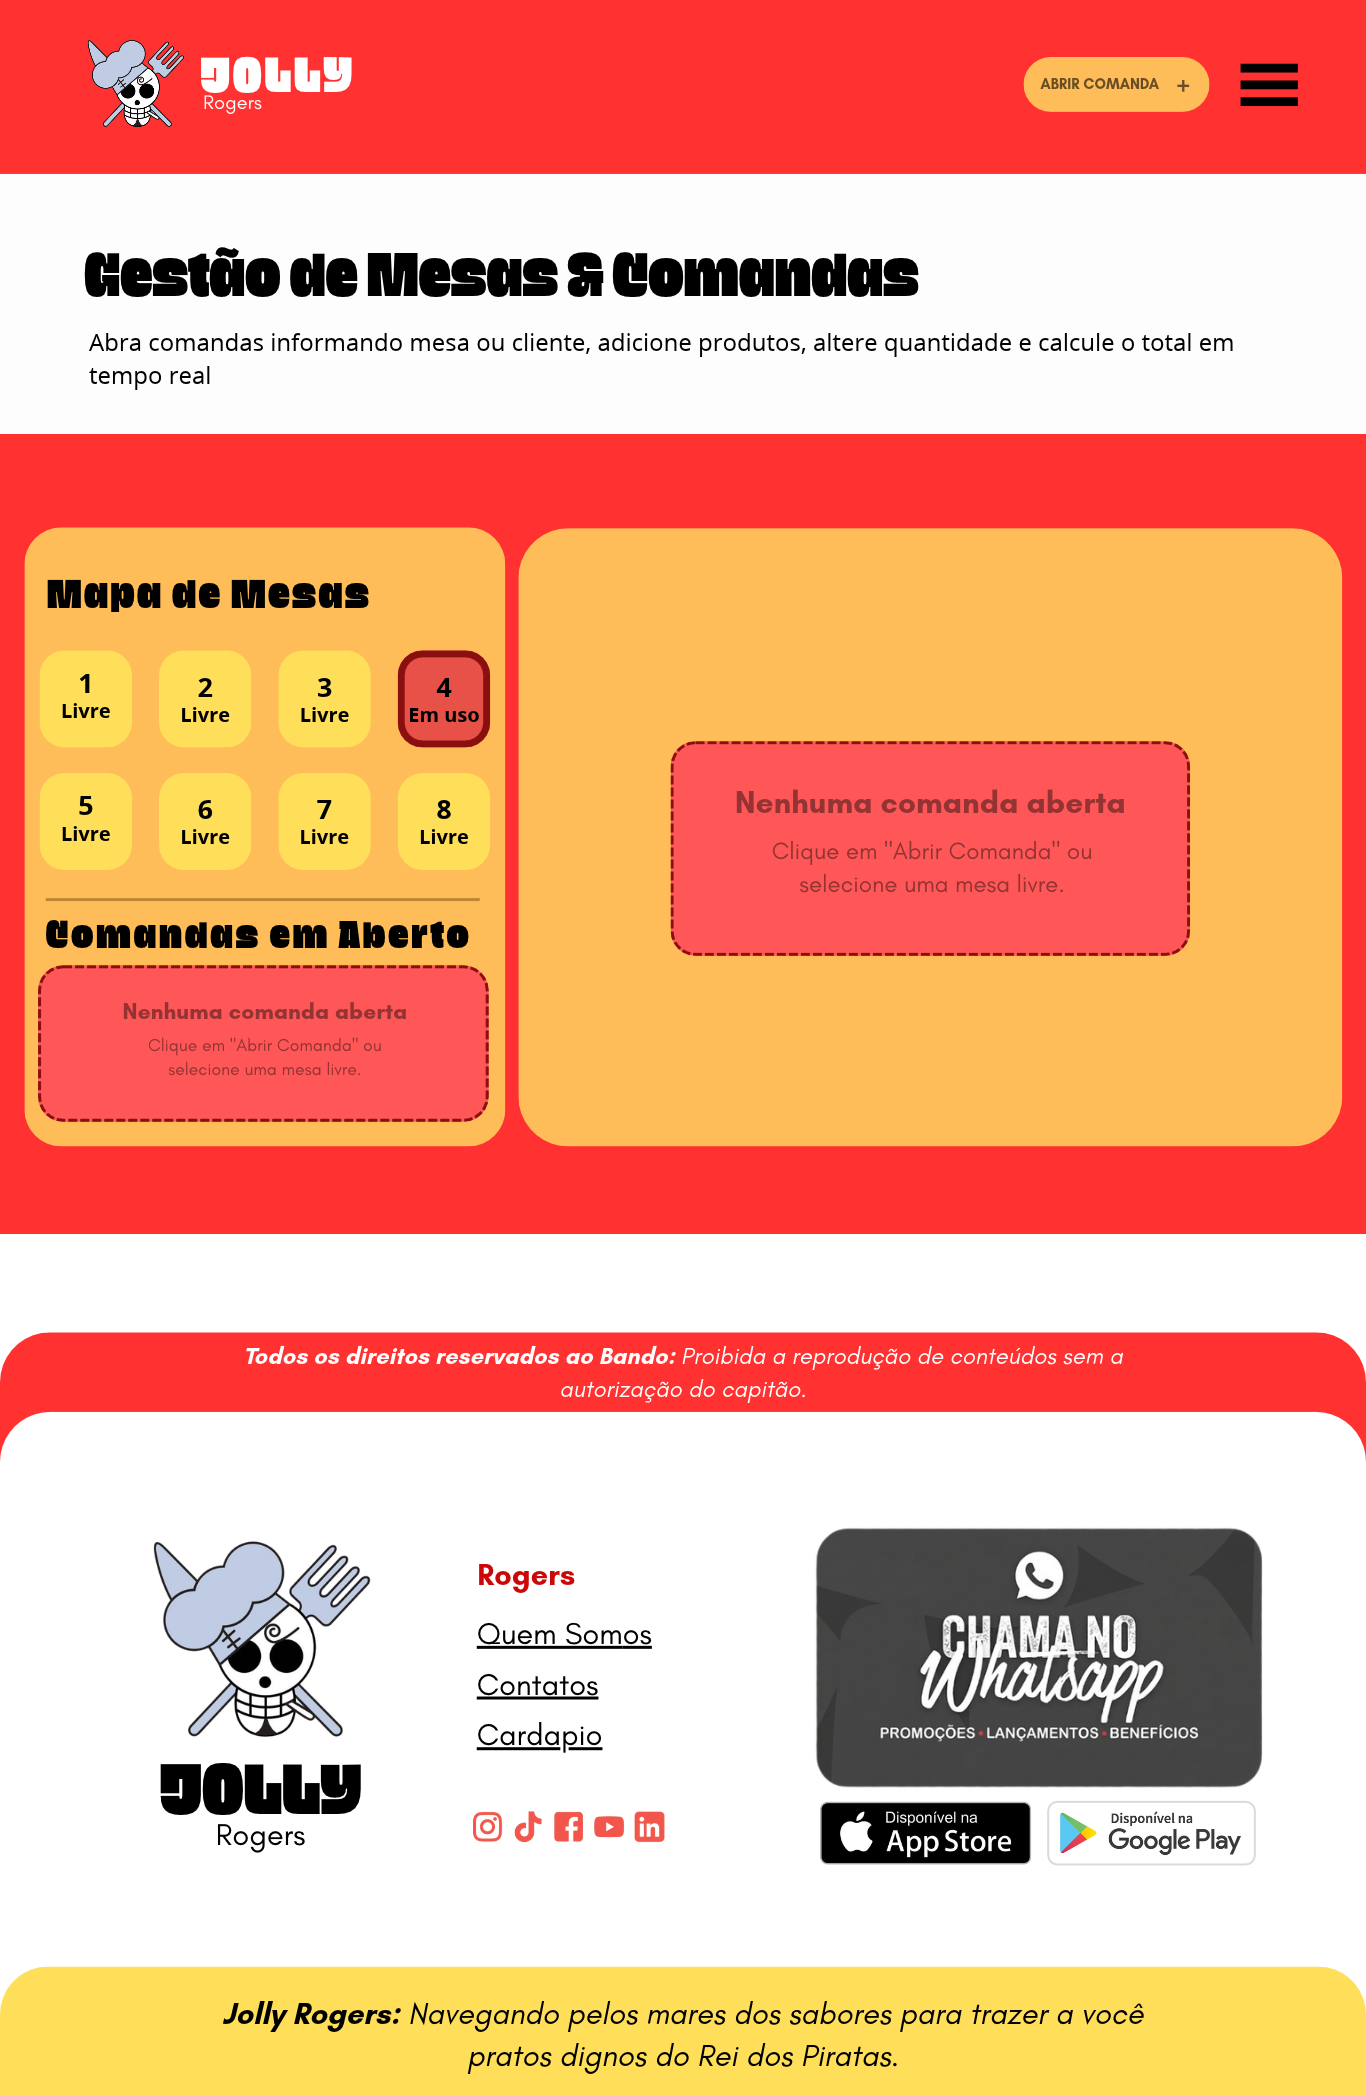 JOLLY
Rogers
ABRIR COMANDA +
Gestão de Mesas & Comandas
Abra comandas informando mesa ou cliente, adicione produtos, altere quantidade e calcule o total em
tempo real
Mapa de Mesas
1
Livre
2
Livre
3
Livre
4
Em uso
5
Livre
6
Livre
7
Livre
8
Livre
Comandas em Aberto
Nenhuma comanda aberta
Clique em "Abrir Comanda" ou
selecione uma mesa livre.
Nenhuma comanda aberta
Clique em "Abrir Comanda" ou
selecione uma mesa livre.
Todos os direitos reservados ao Bando: Proibida a reprodução de conteúdos sem a
autorização do capitão.
JOLLY
Rogers
Rogers
Quem Somos
Contatos
Cardapio
CHAMA NO
Whatsapp
PROMOÇÕES • LANÇAMENTOS • BENEFÍCIOS
Disponível na
App Store
Disponível na
Google Play
Jolly Rogers: Navegando pelos mares dos sabores para trazer a você
pratos dignos do Rei dos Piratas.